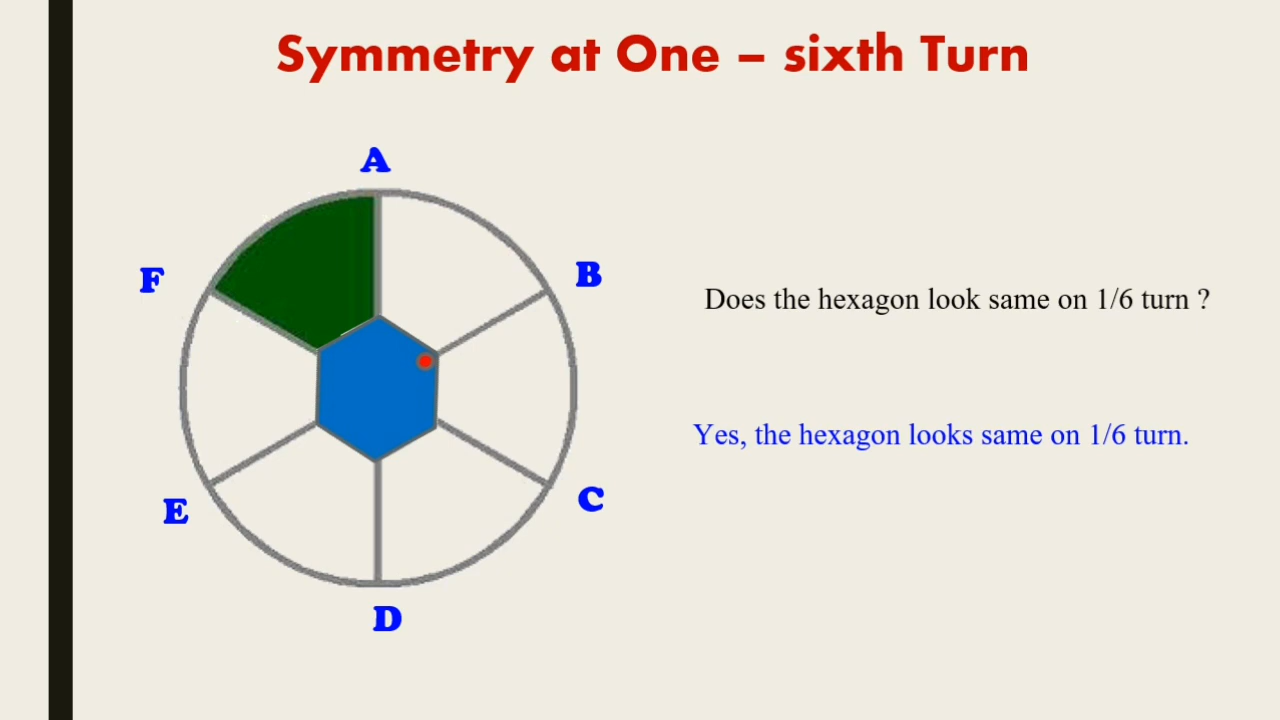 Symmetry at One – sixth Turn
A
B
F
Does the hexagon look same on 1/6 turn ?
Yes, the hexagon looks same on 1/6 turn.
E
C
D